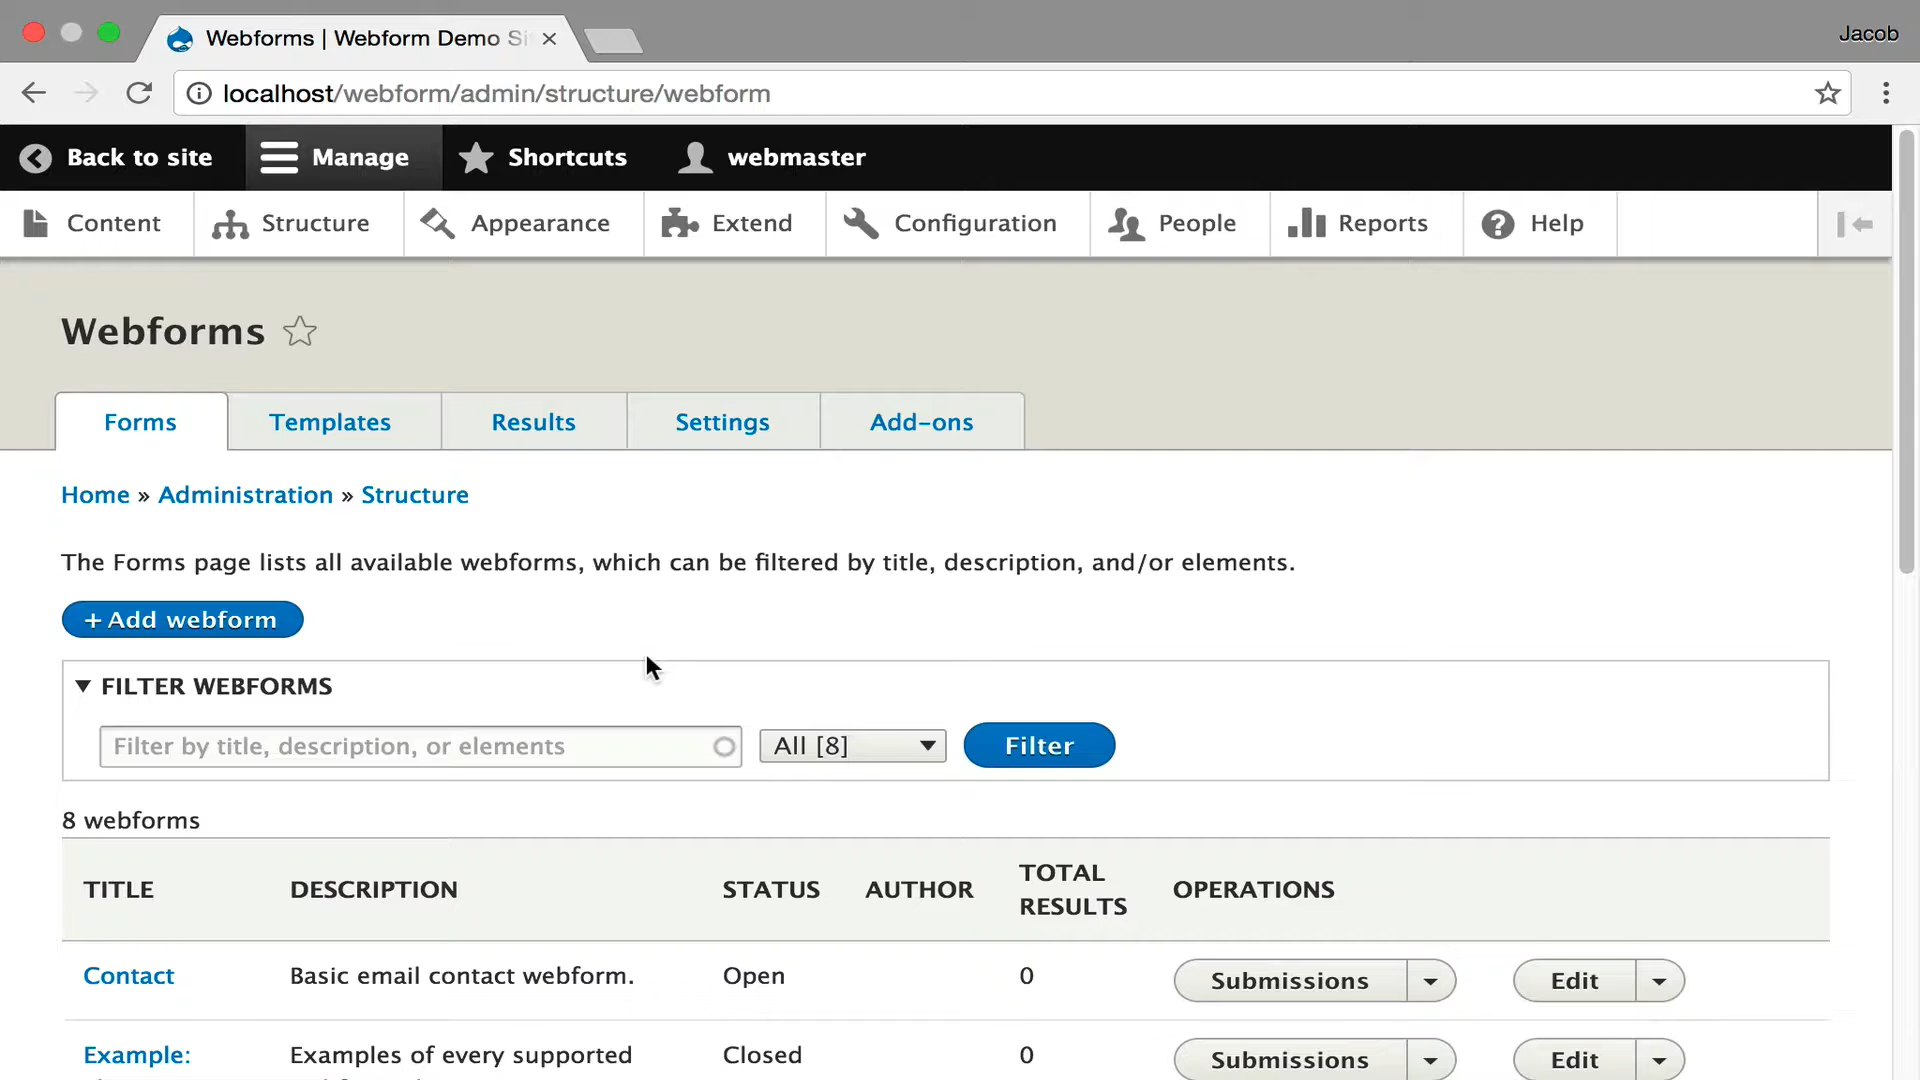 Webforms | Webform Demo Si
Jacob
localhost/webform/admin/structure/webform
Back to site
Manage
Shortcuts
webmaster
Content
Structure
Appearance
Extend
Configuration
People
Reports
Help
Webforms
Forms
Templates
Results
Settings
Add-ons
Home » Administration » Structure
The Forms page lists all available webforms, which can be filtered by title, description, and/or elements.
+ Add webform
FILTER WEBFORMS
Filter by title, description, or elements
All [8]
Filter
8 webforms
TITLE
DESCRIPTION
STATUS
AUTHOR
TOTAL
RESULTS
OPERATIONS
Contact
Basic email contact webform.
Open
0
Submissions
Edit
Example:
Examples of every supported
Closed
0
Submissions
Edit